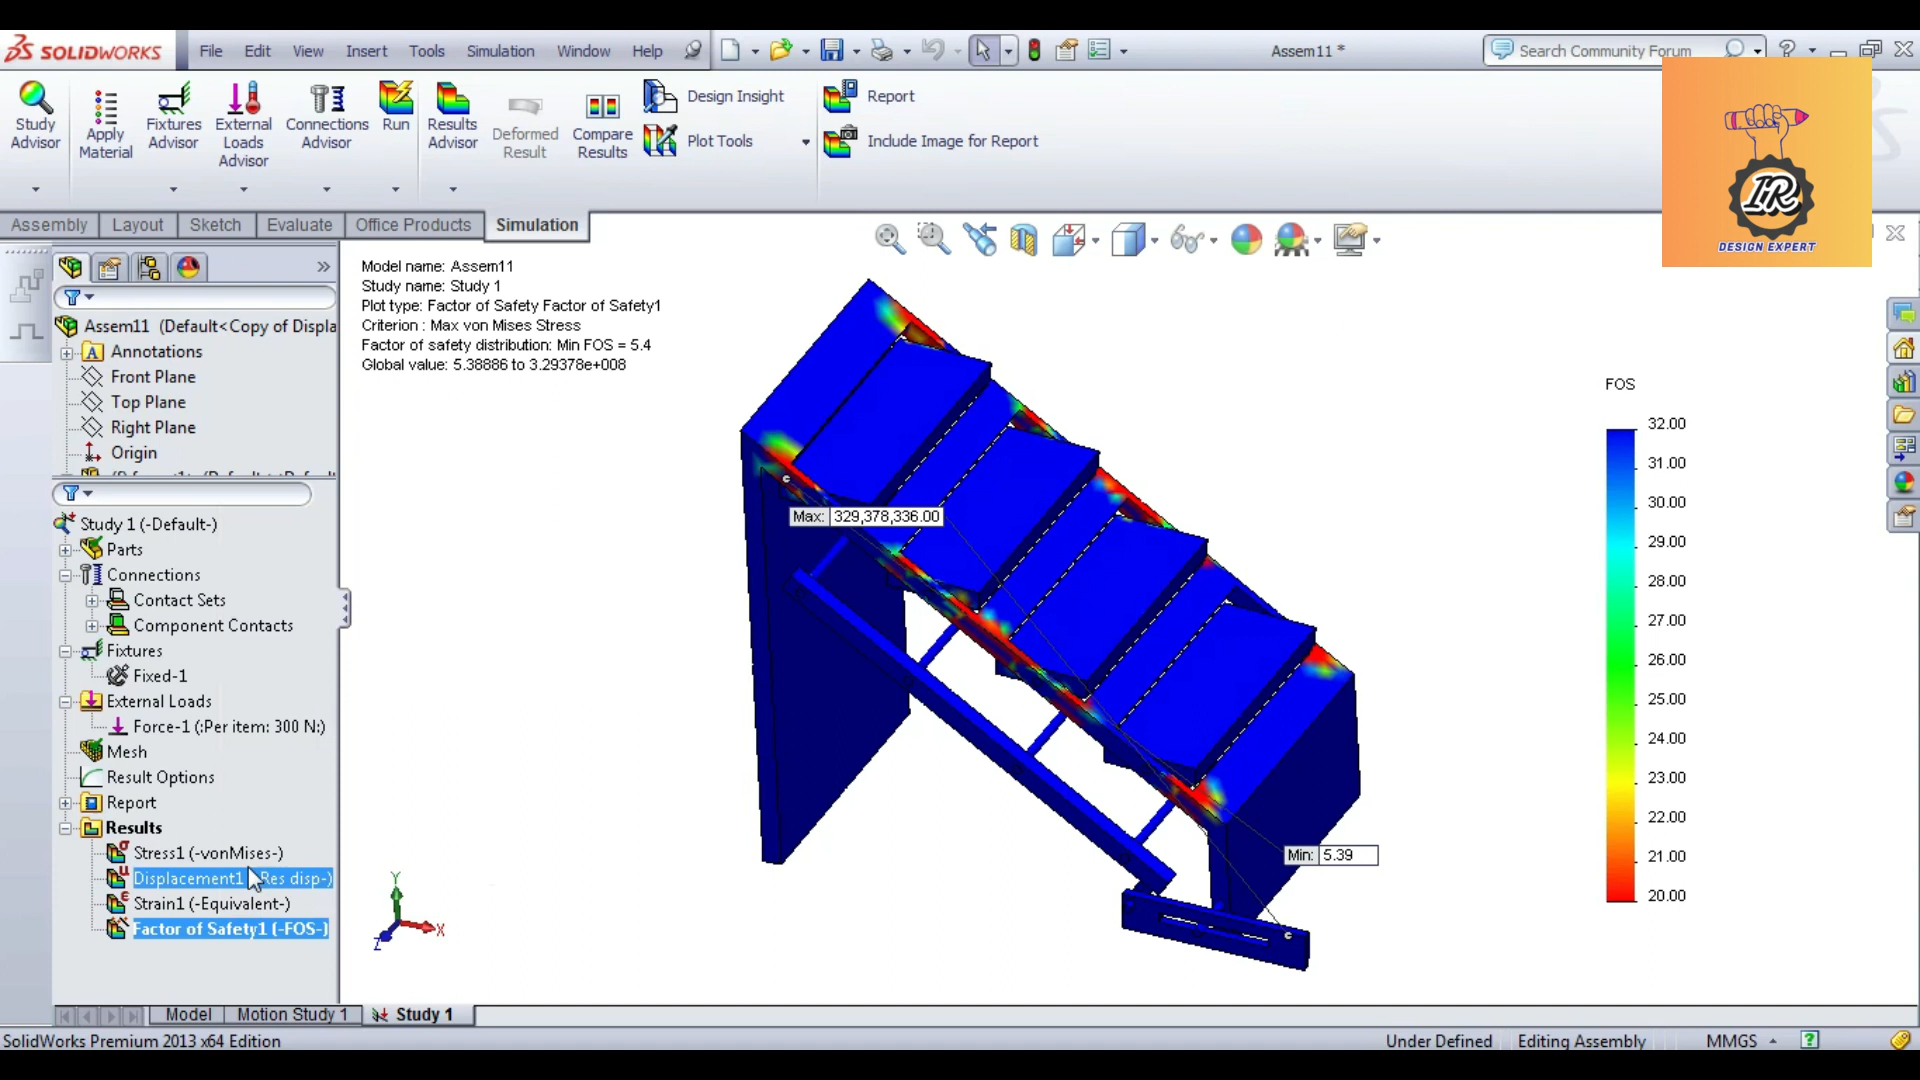 SOLIDWORKS File Edit View Insert Tools Simulation Window Help Assem11 * Search Community Forum
Study Advisor
Apply Material
Fixtures Advisor
External Loads Advisor
Connections Advisor
Run
Results Advisor
Deformed Result
Compare Results
Design Insight
Plot Tools
Report
Include Image for Report
IR
DESIGN EXPERT
Assembly Layout Sketch Evaluate Office Products Simulation
Assem11 (Default<Copy of Displa
Annotations
Front Plane
Top Plane
Right Plane
Origin
Study 1 (-Default-)
Parts
Connections
Contact Sets
Component Contacts
Fixtures
Fixed-1
External Loads
Force-1 (:Per item: 300 N:)
Mesh
Result Options
Report
Results
Stress1 (-vonMises-)
Displacement1 Res disp-)
Strain1 (-Equivalent-)
Factor of Safety1 (-FOS-)
Model name: Assem11
Study name: Study 1
Plot type: Factor of Safety Factor of Safety1
Criterion : Max von Mises Stress
Factor of safety distribution: Min FOS = 5.4
Global value: 5.38886 to 3.29378e+008
Max: 329,378,336.00
Min: 5.39
Y
X
Z
FOS
32.00
31.00
30.00
29.00
28.00
27.00
26.00
25.00
24.00
23.00
22.00
21.00
20.00
Model Motion Study 1 Study 1
SolidWorks Premium 2013 x64 Edition Under Defined Editing Assembly MMGS